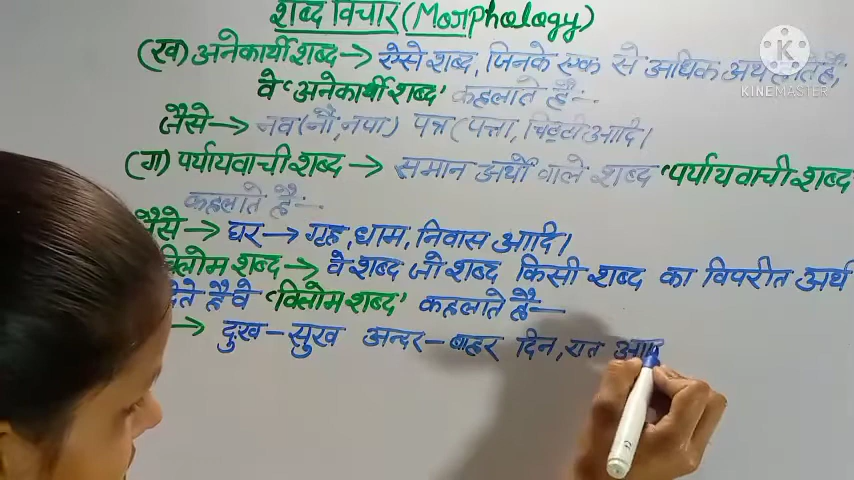 शब्द विचार (Morphology)
(ख) अनेकार्थी शब्द → ऐसे शब्द, जिनके एक से अधिक अर्थ होते हैं,
वे 'अनेकार्थी शब्द' कहलाते है:-
जैसे → नव (नौ, नया) पत्र (पत्ता, चिट्ठी आदि।
(ग) पर्यायवाची शब्द → समान अर्थो वाले शब्द 'पर्यायवाची शब्द
कहलाते है:-
जैसे → घर → गृह, धाम, निवास आदि।
विलोम शब्द → वे शब्द जो शब्द किसी शब्द का विपरीत अर्थ
देते है वे 'विलोम शब्द' कहलाते है-
→ दुःख - सुख अन्दर - बाहर दिन, रात
K
KINEMASTER